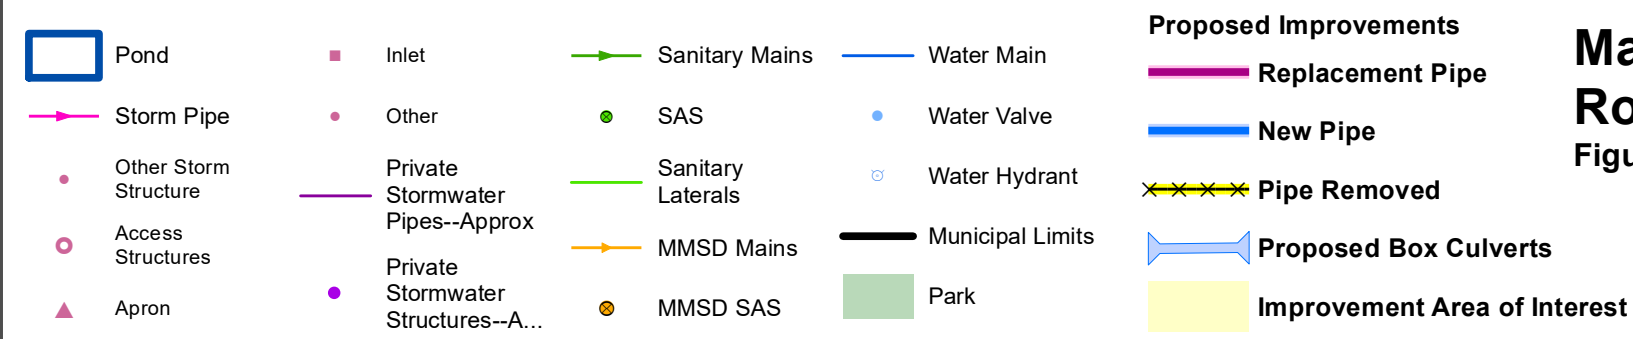 Pond
Storm Pipe
Other Storm
Structure
Access
Structures
Apron
Inlet
Other
Private
Stormwater
Pipes--Approx
Private
Stormwater
Structures--A...
Sanitary Mains
SAS
Sanitary
Laterals
MMSD Mains
MMSD SAS
Water Main
Water Valve
Water Hydrant
Municipal Limits
Park
Proposed Improvements
Replacement Pipe
New Pipe
Pipe Removed
Proposed Box Culverts
Improvement Area of Interest